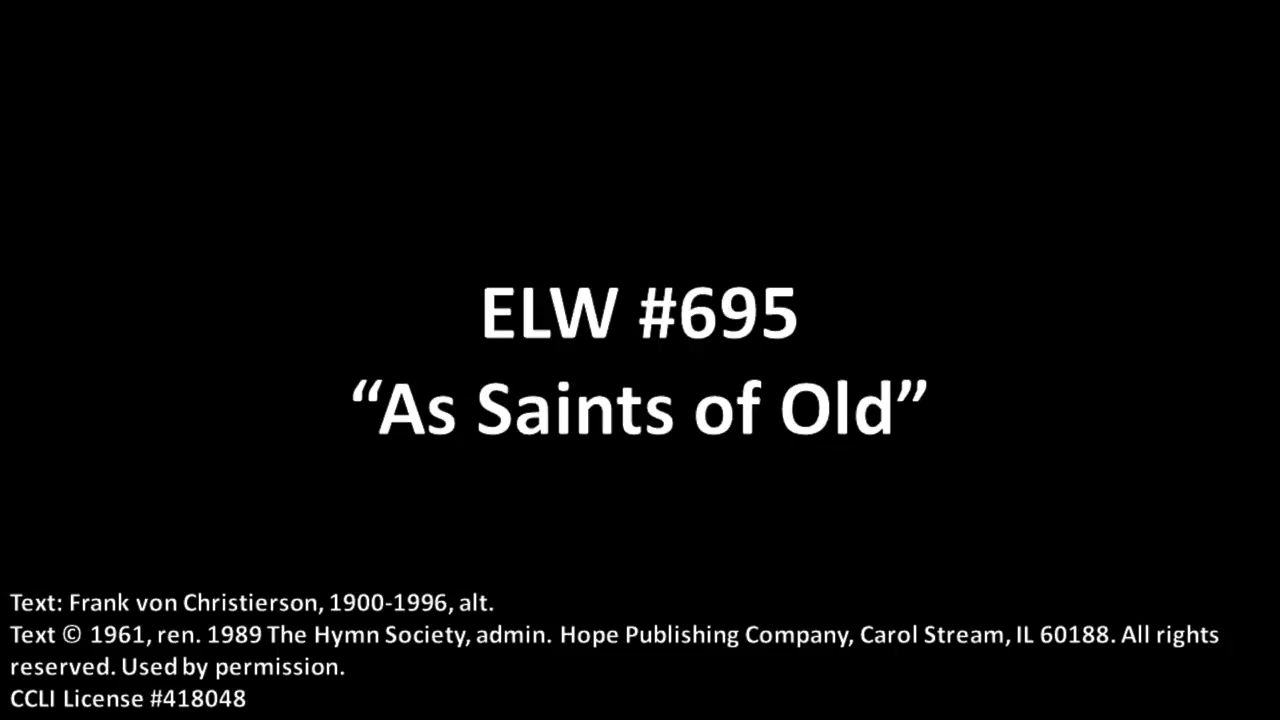 ELW #695
“As Saints of Old”
Text: Frank von Christierson, 1900-1996, alt.
Text © 1961, ren. 1989 The Hymn Society, admin. Hope Publishing Company, Carol Stream, IL 60188. All rights
reserved. Used by permission.
CCLI License #418048